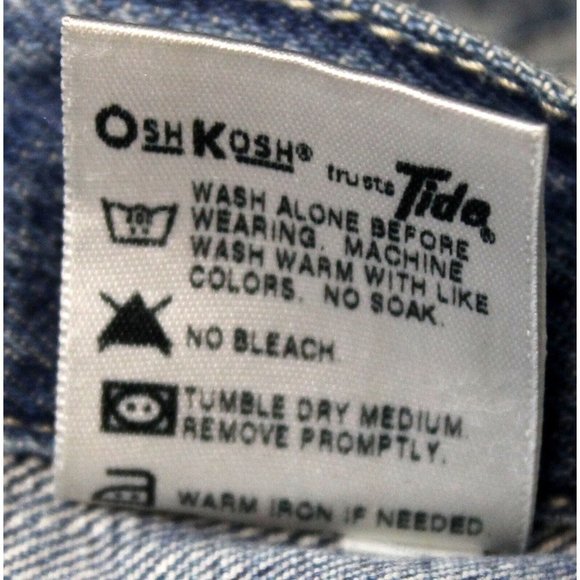 OSHKOSH® trusts Tide®
WASH ALONE BEFORE
WEARING. MACHINE
WASH WARM WITH LIKE
COLORS. NO SOAK.
NO BLEACH.
TUMBLE DRY MEDIUM.
REMOVE PROMPTLY.
WARM IRON IF NEEDED